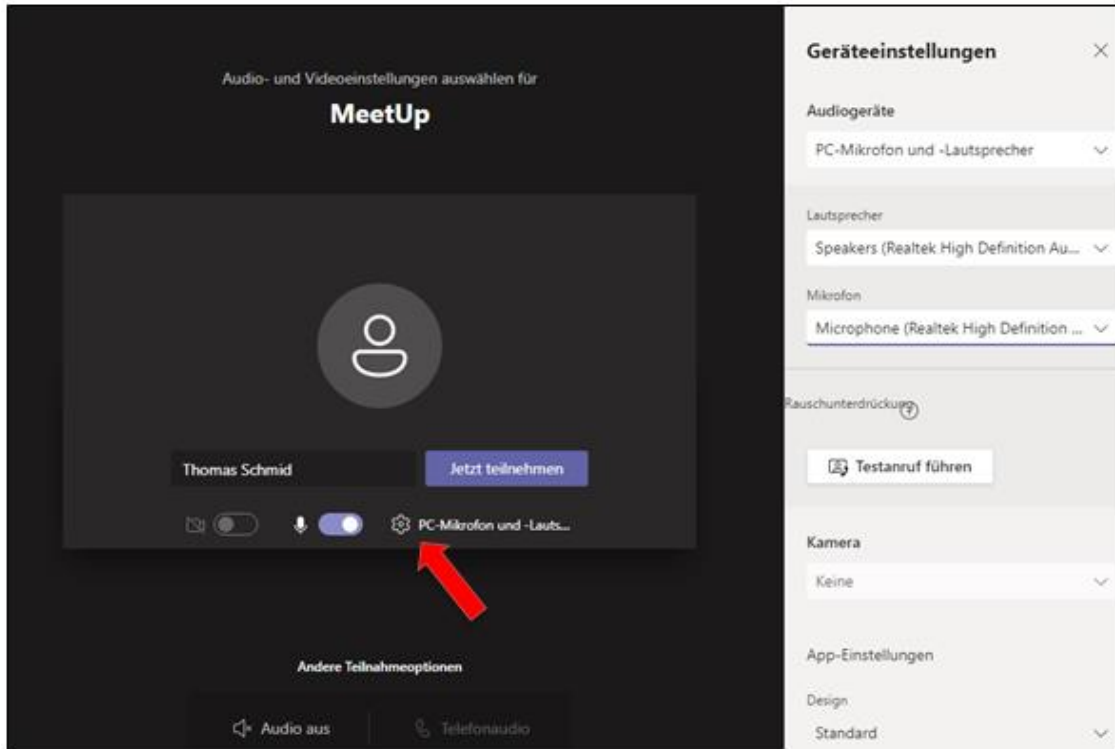 Audio- und Videoeinstellungen auswählen für
MeetUp
Thomas Schmid
Jetzt teilnehmen
PC-Mikrofon und -Lauts...
Andere Teilnahmeoptionen
Audio aus
Telefonaudio
Geräteeinstellungen
Audiogeräte
PC-Mikrofon und -Lautsprecher
Lautsprecher
Speakers (Realtek High Definition Au...
Mikrofon
Microphone (Realtek High Definition ...
Rauschunterdrückung
Testanruf führen
Kamera
Keine
App-Einstellungen
Design
Standard